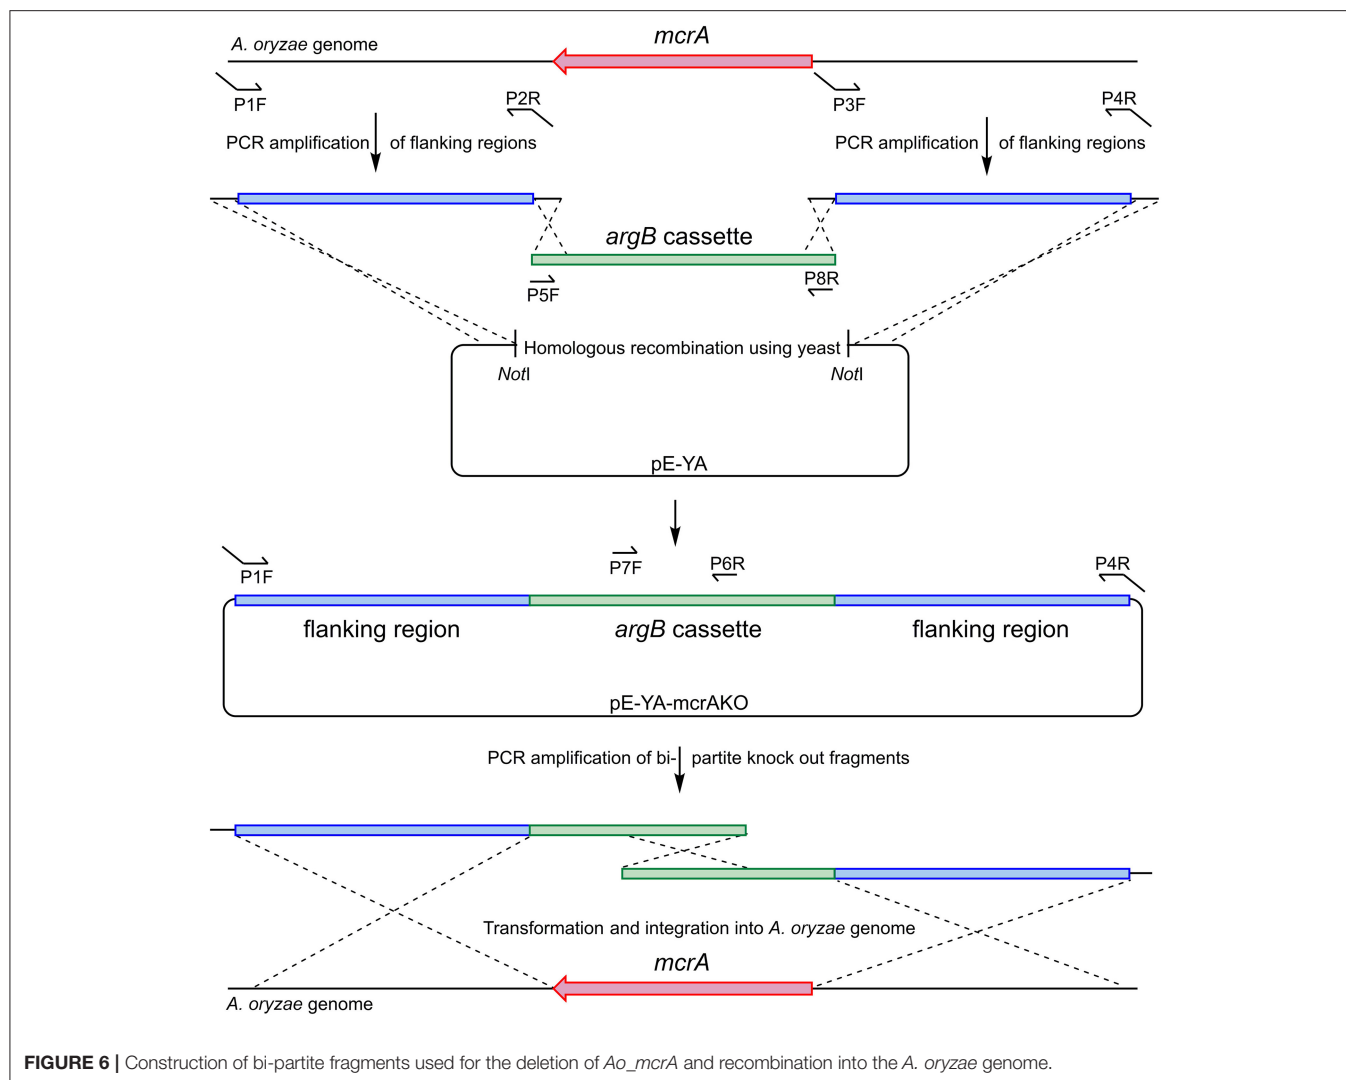 mcrA
A. oryzae genome
P1F
P2R
P3F
P4R
PCR amplification of flanking regions
PCR amplification of flanking regions
argB cassette
P5F
P8R
Homologous recombination using yeast
NotI
NotI
pE-YA
P1F
P7F
P6R
P4R
flanking region
argB cassette
flanking region
pE-YA-mcrAKO
PCR amplification of bi- partite knock out fragments
Transformation and integration into A. oryzae genome
mcrA
A. oryzae genome
FIGURE 6 | Construction of bi-partite fragments used for the deletion of Ao_mcrA and recombination into the A. oryzae genome.